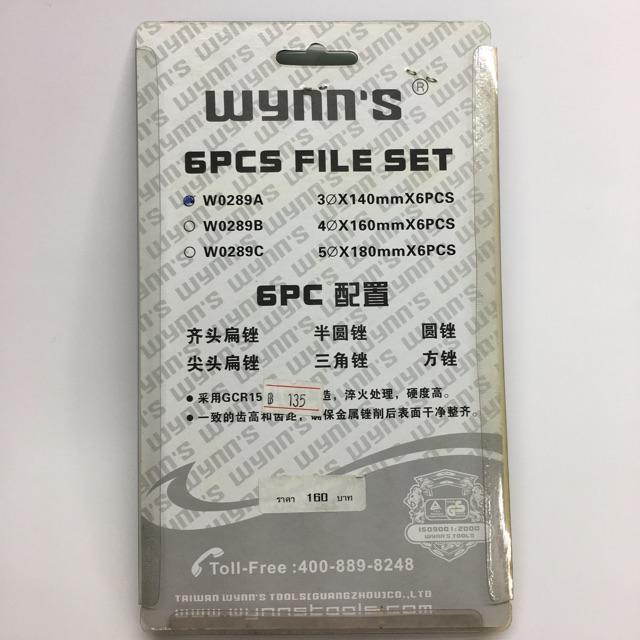 WYNN'S ®
6PCS FILE SET
W0289A 3∅X140mmX6PCS
W0289B 4∅X160mmX6PCS
W0289C 5∅X180mmX6PCS
6PC 配置
齐头扁锉 半圆锉 圆锉
尖头扁锉 三角锉 方锉
● 采用GCR15 造，淬火处理，硬度高。
฿ 135
● 一致的齿高和齿距，确保金属锉削后表面干净整齐。
ราคา 160 บาท
ISO9001:2000
WYNN'S TOOLS
Toll-Free :400-889-8248
TAIWAN WYNN'S TOOLS(GUANGZHOU)CO.,LTD
www.wynnstools.com